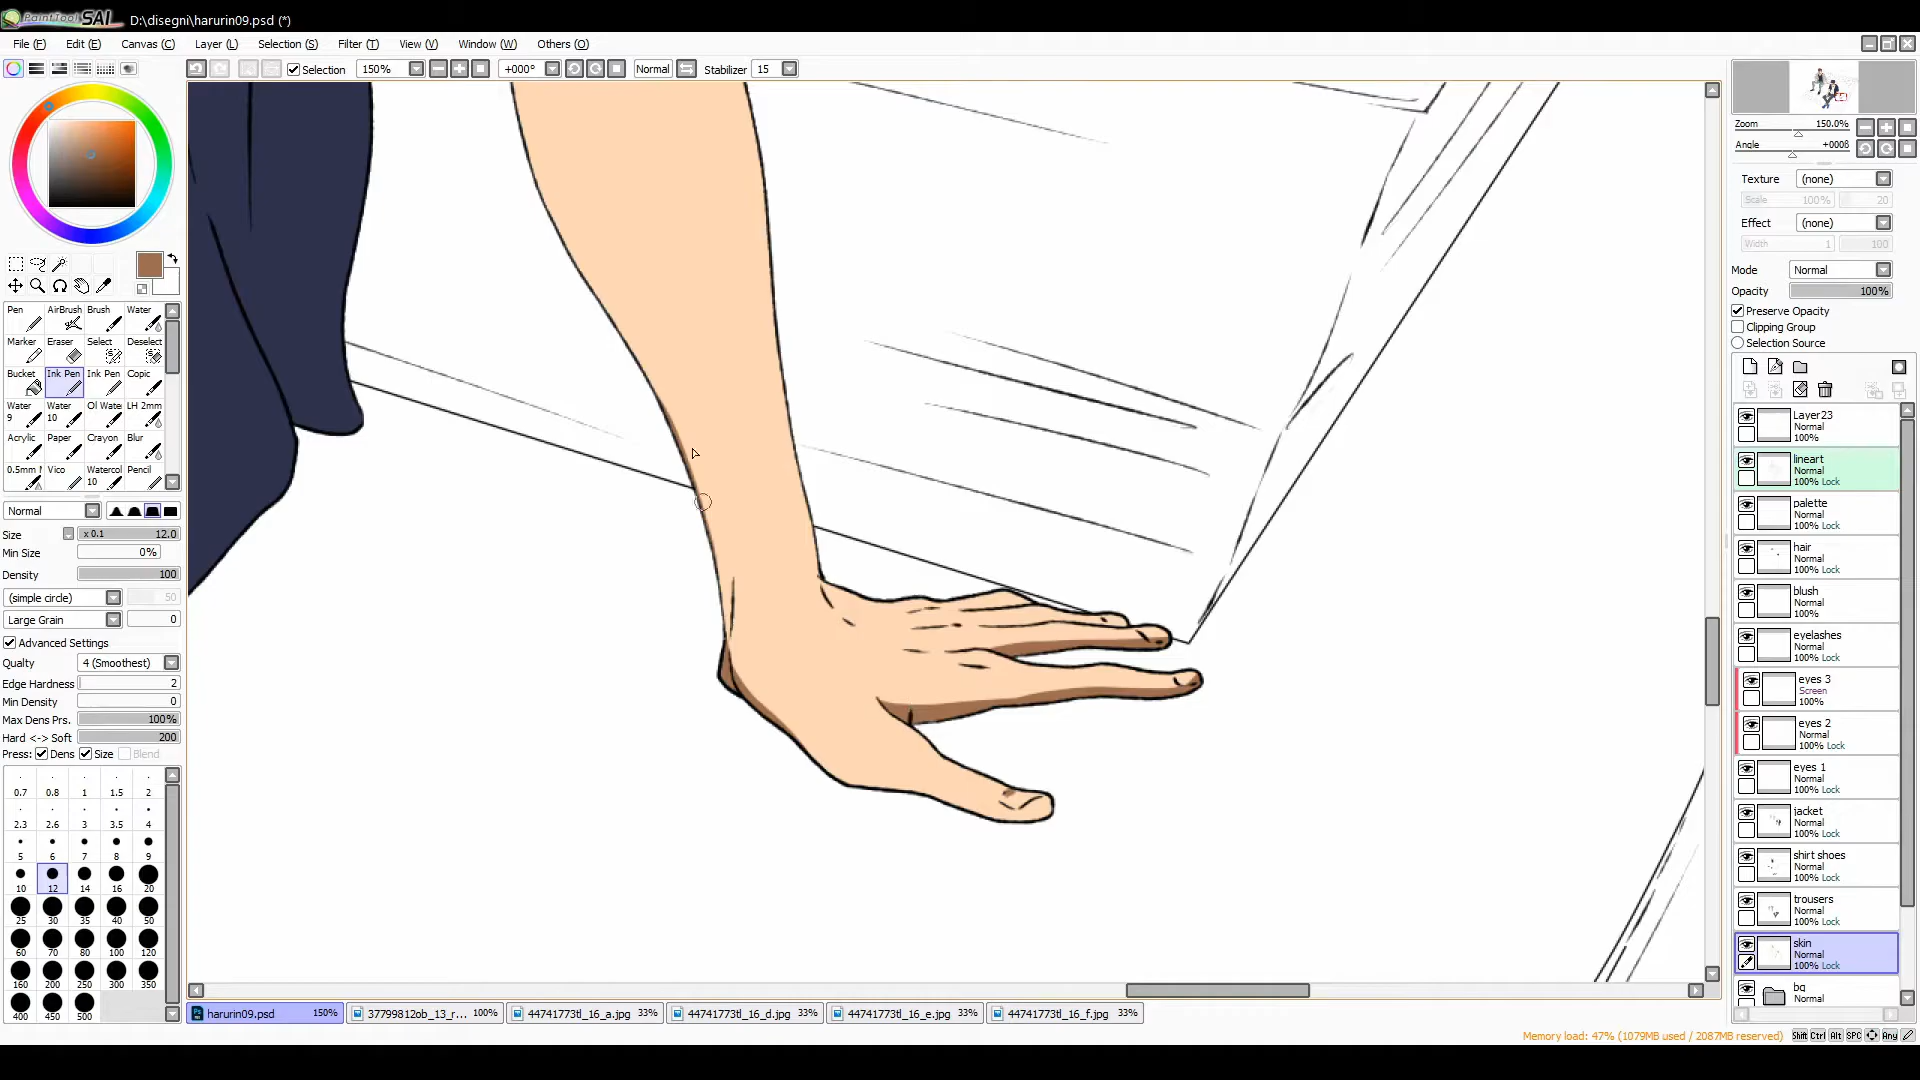 PaintTool SAI D:\disegni\harurin09.psd (*)
File (F) Edit (E) Canvas (C) Layer (L) Selection (S) Filter (T) View (V) Window (W) Others (O)
Selection 150% +000° Normal Stabilizer 15
Zoom 150.0%
Angle +0008
Texture (none)
Scale 100% 20
Effect (none)
Width 1 100
Mode Normal
Opacity 100%
Preserve Opacity
Clipping Group
Selection Source
Pen AirBrush Brush Water
Marker Eraser Select Deselect
Bucket Ink Pen Ink Pen Copic
Water 9 Water 10 Ol Wate LH 2mm
Acrylic Paper Crayon Blur
0.5mm Vico Watercol 10 Pencil
Normal
Size x 0.1 12.0
Min Size 0%
Density 100
(simple circle) 50
Large Grain 0
Advanced Settings
Quality 4 (Smoothest)
Edge Hardness 2
Min Density 0
Max Dens Prs. 100%
Hard <-> Soft 200
Press: Dens Size Blend
0.7 0.8 1 1.5 2
2.3 2.6 3 3.5 4
5 6 7 8 9
10 12 14 16 20
25 30 35 40 50
60 70 80 100 120
160 200 250 300 350
400 450 500
Layer23
Normal
100%
lineart
Normal
100% Lock
palette
Normal
100% Lock
hair
Normal
100% Lock
blush
Normal
100%
eyelashes
Normal
100% Lock
eyes 3
Screen
100%
eyes 2
Normal
100% Lock
eyes 1
Normal
100% Lock
jacket
Normal
100% Lock
shirt shoes
Normal
100% Lock
trousers
Normal
100% Lock
skin
Normal
100% Lock
bg
Normal
harurin09.psd 150% 37799812ob_13_r... 100% 44741773tl_16_a.jpg 33% 44741773tl_16_d.jpg 33% 44741773tl_16_e.jpg 33% 44741773tl_16_f.jpg 33%
Memory load: 47% (1079MB used / 2087MB reserved) Shift Ctrl Alt SPC Any